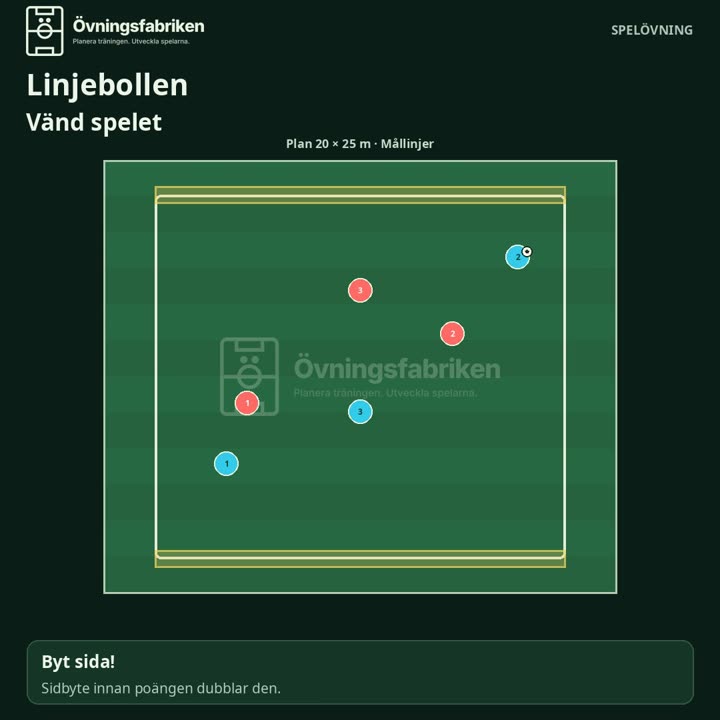 Övningsfabriken
Planera träningen. Utveckla spelarna.
SPELÖVNING
Linjebollen
Vänd spelet
Plan 20 × 25 m · Mållinjer
2
3
2
Övningsfabriken
Planera träningen. Utveckla spelarna.
1
3
1
Byt sida!
Sidbyte innan poängen dubblar den.